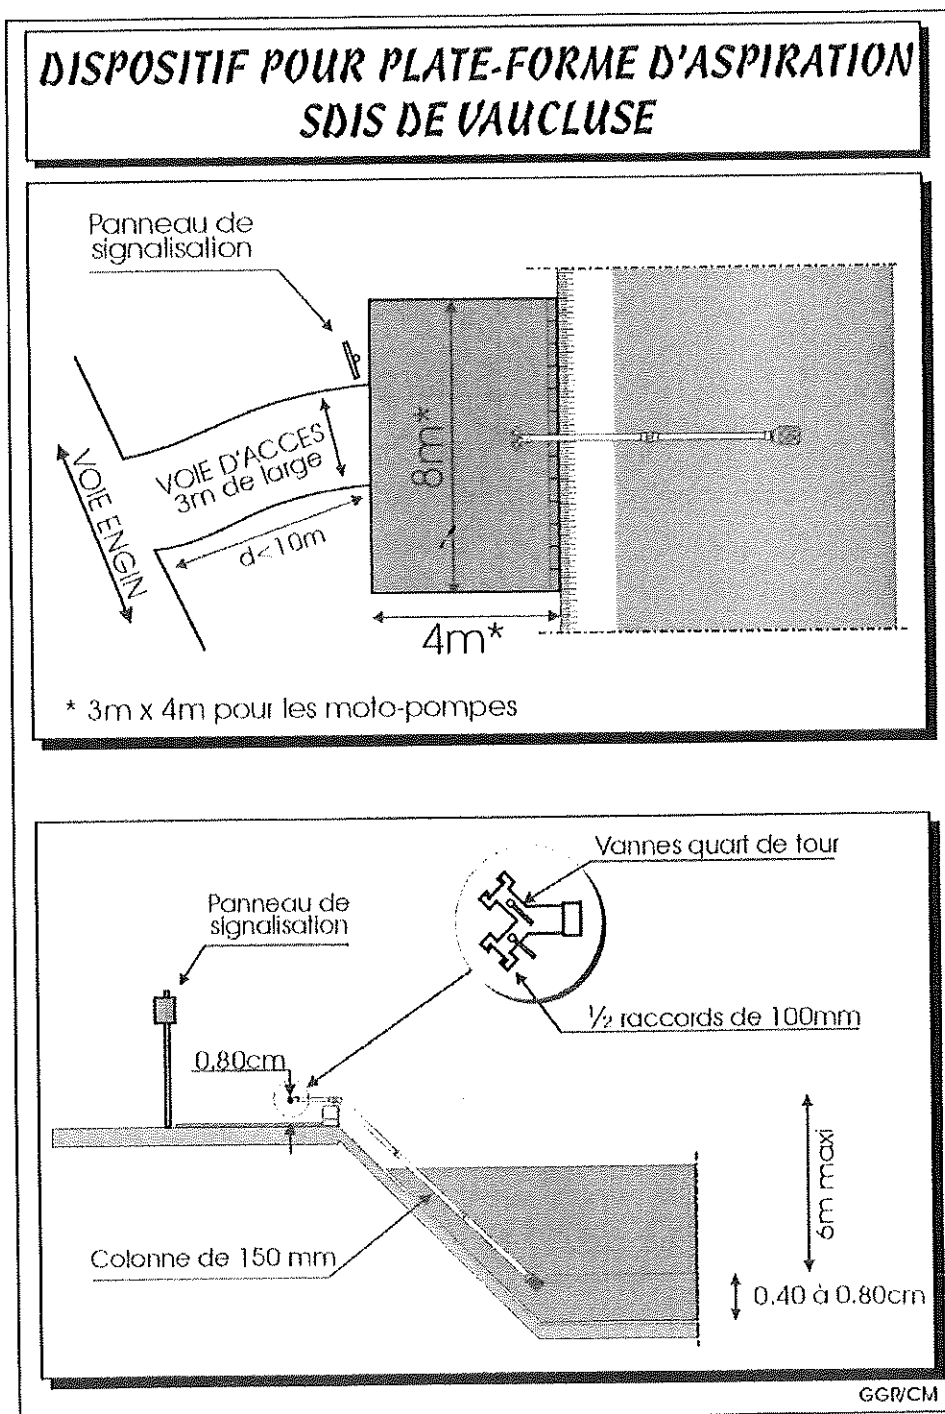 DISPOSITIF POUR PLATE-FORME D'ASPIRATION
SDIS DE VAUCLUSE
Panneau de
signalisation
VOIE D'ACCES
3m de large
VOIE ENGIN
d<10m
8m*
4m*
* 3m x 4m pour les moto-pompes
Vannes quart de tour
Panneau de
signalisation
½ raccords de 100mm
0,80cm
6m maxi
Colonne de 150 mm
0,40 à 0,80cm
GGR/CM